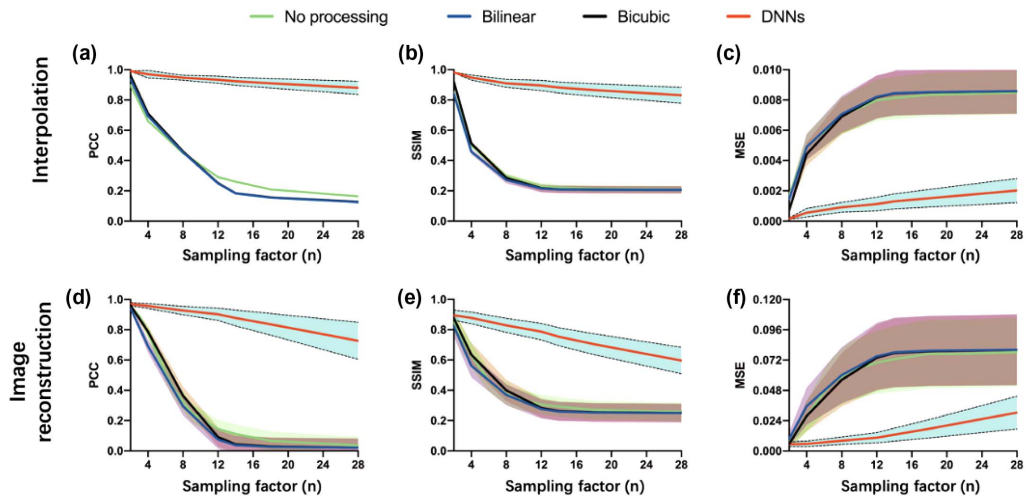 No processing Bilinear Bicubic DNNs
(a) (b) (c)
Interpolation
PCC
1.0
0.8
0.6
0.4
0.2
0.0
4 8 12 16 20 24 28
Sampling factor (n)
SSIM
1.0
0.8
0.6
0.4
0.2
0.0
4 8 12 16 20 24 28
Sampling factor (n)
MSE
0.010
0.008
0.006
0.004
0.002
0.000
4 8 12 16 20 24 28
Sampling factor (n)
(d) (e) (f)
Image
reconstruction
PCC
1.0
0.8
0.6
0.4
0.2
0.0
4 8 12 16 20 24 28
Sampling factor (n)
SSIM
1.0
0.8
0.6
0.4
0.2
0.0
4 8 12 16 20 24 28
Sampling factor (n)
MSE
0.120
0.096
0.072
0.048
0.024
0.000
4 8 12 16 20 24 28
Sampling factor (n)